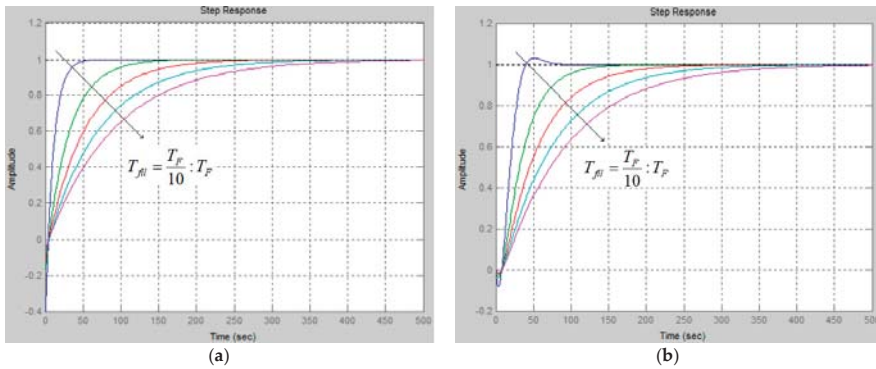 Step Response
1.2
1
0.8
0.6
0.4
0.2
0
-0.2
-0.4
Amplitude
T_fil = T_F/10 : T_F
0 50 100 150 200 250 300 350 400 450 500
Time (sec)
(a)
Step Response
1.2
1
0.8
0.6
0.4
0.2
0
-0.2
Amplitude
T_fil = T_F/10 : T_F
0 50 100 150 200 250 300 350 400 450 500
Time (sec)
(b)